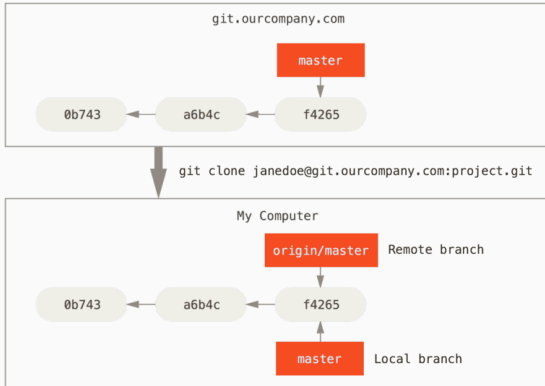 git.ourcompany.com
master
0b743 a6b4c f4265
git clone janedoe@git.ourcompany.com:project.git
My Computer
origin/master Remote branch
0b743 a6b4c f4265
master Local branch